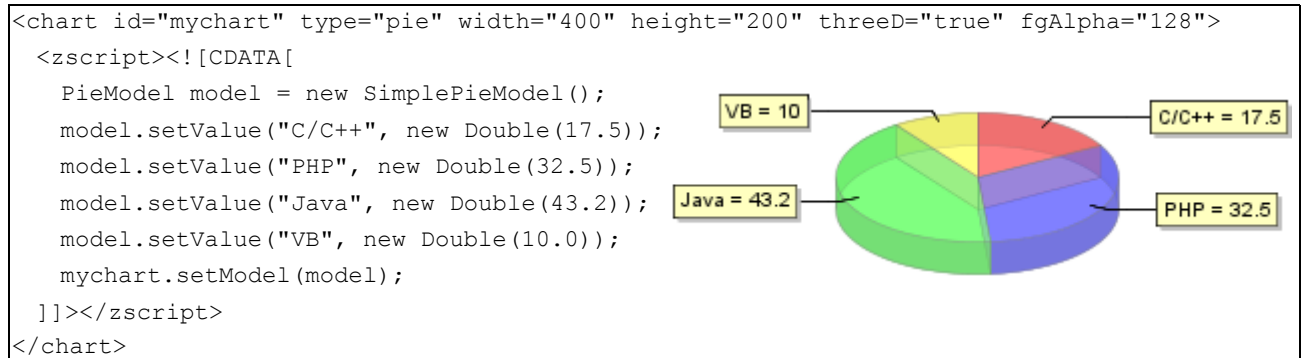 <chart id="mychart" type="pie" width="400" height="200" threeD="true" fgAlpha="128">
<zscript><![CDATA[
PieModel model = new SimplePieModel();
model.setValue("C/C++", new Double(17.5));
model.setValue("PHP", new Double(32.5));
model.setValue("Java", new Double(43.2));
model.setValue("VB", new Double(10.0));
mychart.setModel(model);
]]></zscript>
</chart>
VB = 10
C/C++ = 17.5
Java = 43.2
PHP = 32.5